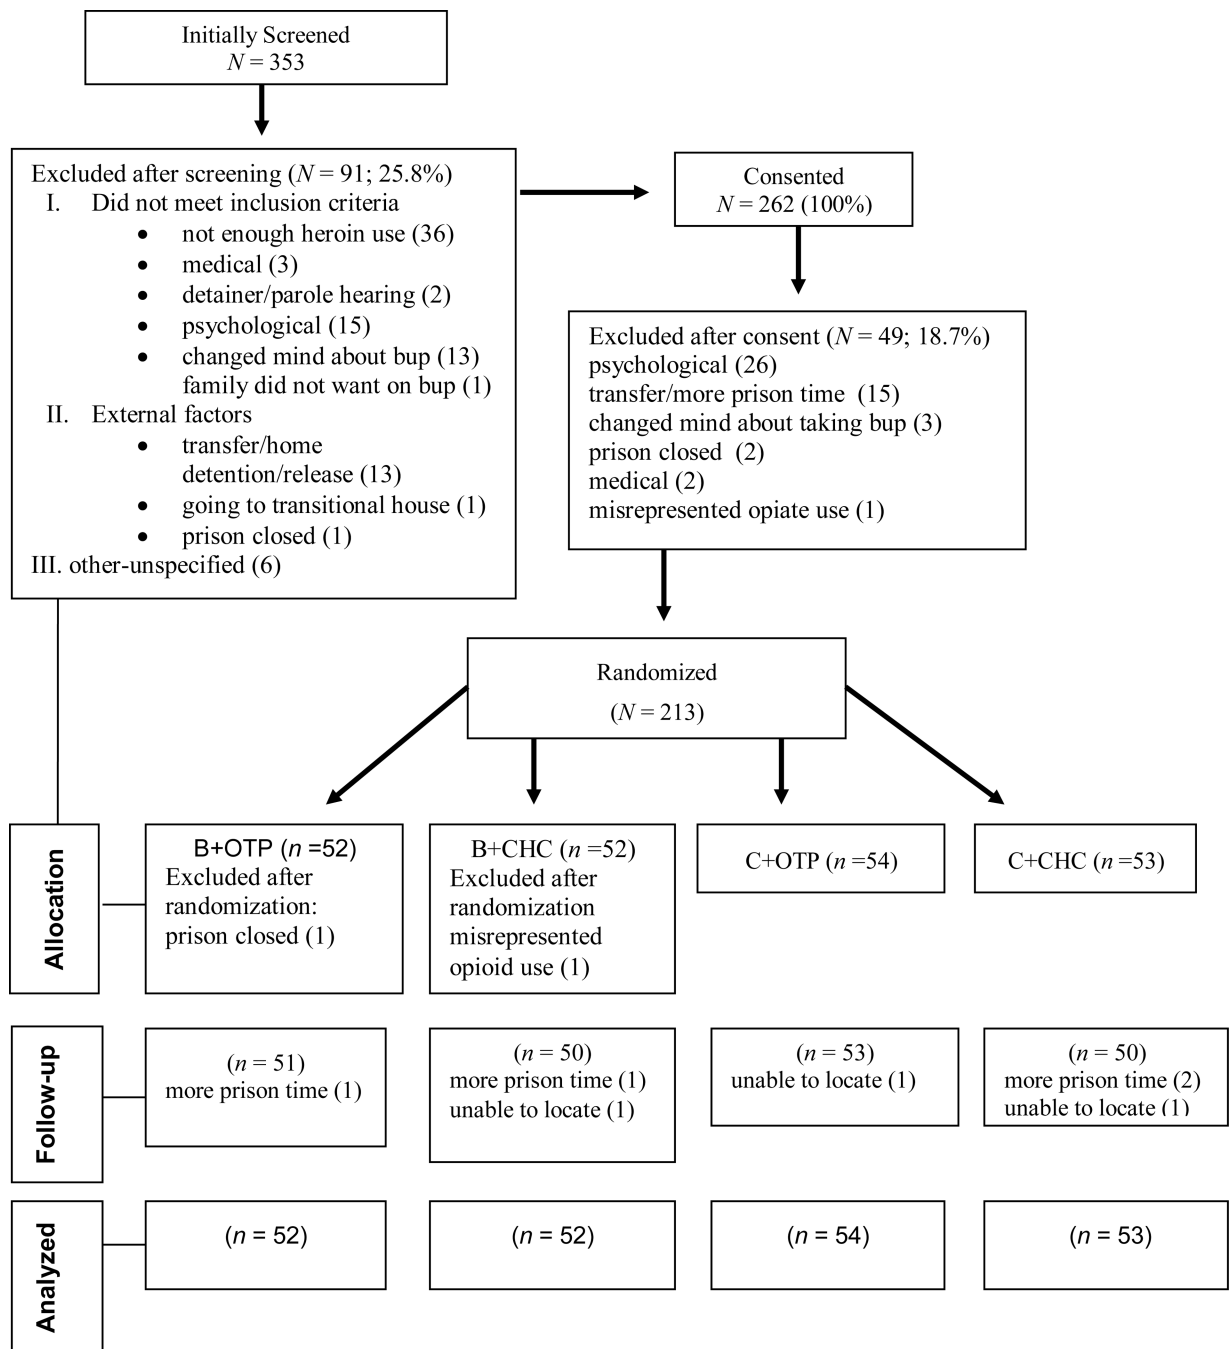 Initially Screened
N = 353
Excluded after screening (N = 91; 25.8%)
I. Did not meet inclusion criteria
• not enough heroin use (36)
• medical (3)
• detainer/parole hearing (2)
• psychological (15)
• changed mind about bup (13)
family did not want on bup (1)
II. External factors
• transfer/home
detention/release (13)
• going to transitional house (1)
• prison closed (1)
III. other-unspecified (6)
Consented
N = 262 (100%)
Excluded after consent (N = 49; 18.7%)
psychological (26)
transfer/more prison time (15)
changed mind about taking bup (3)
prison closed (2)
medical (2)
misrepresented opiate use (1)
Randomized
(N = 213)
Allocation
B+OTP (n =52)
Excluded after
randomization:
prison closed (1)
B+CHC (n =52)
Excluded after
randomization
misrepresented
opioid use (1)
C+OTP (n =54)
C+CHC (n =53)
Follow-up
(n = 51)
more prison time (1)
(n = 50)
more prison time (1)
unable to locate (1)
(n = 53)
unable to locate (1)
(n = 50)
more prison time (2)
unable to locate (1)
Analyzed
(n = 52)
(n = 52)
(n = 54)
(n = 53)